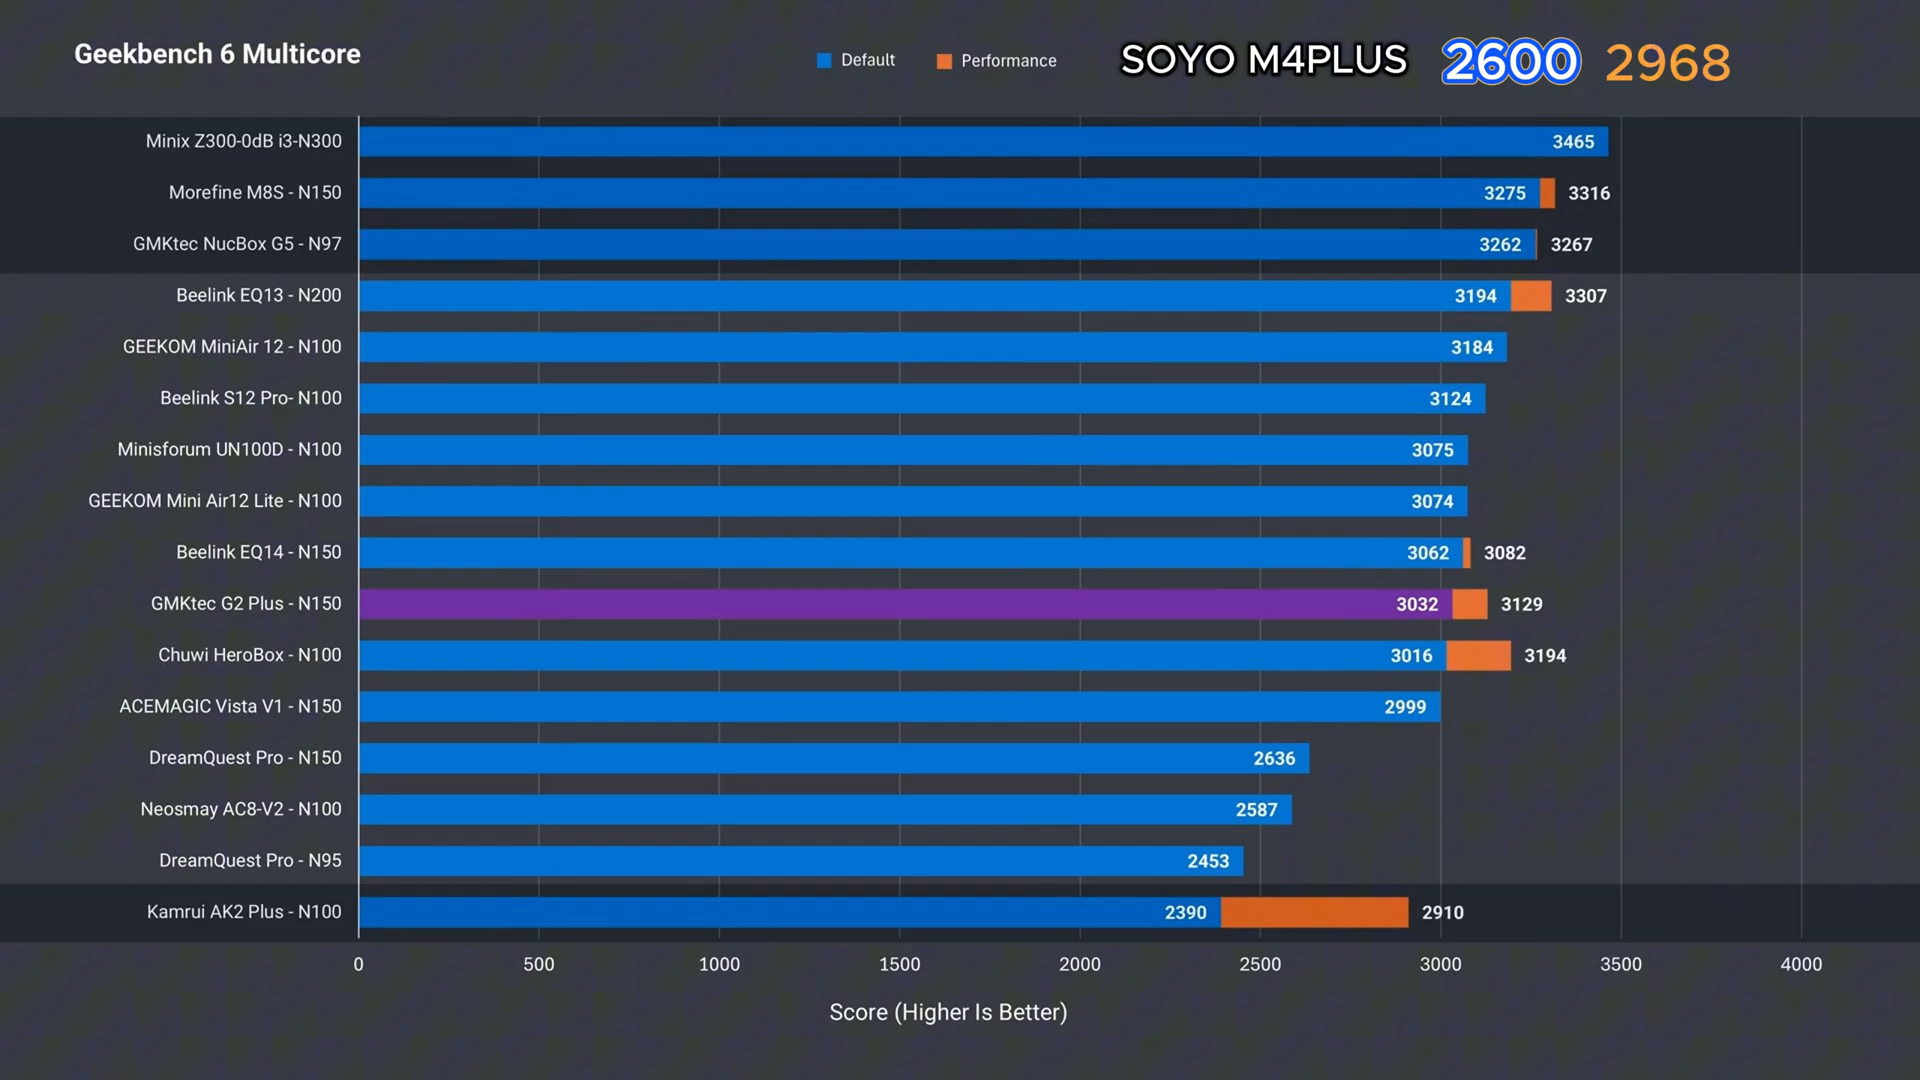 Geekbench 6 Multicore
Default
Performance
SOYO M4PLUS 2600 2968
Minix Z300-0dB i3-N300 3465
Morefine M8S - N150 3275 3316
GMKtec NucBox G5 - N97 3262 3267
Beelink EQ13 - N200 3194 3307
GEEKOM MiniAir 12 - N100 3184
Beelink S12 Pro- N100 3124
Minisforum UN100D - N100 3075
GEEKOM Mini Air12 Lite - N100 3074
Beelink EQ14 - N150 3062 3082
GMKtec G2 Plus - N150 3032 3129
Chuwi HeroBox - N100 3016 3194
ACEMAGIC Vista V1 - N150 2999
DreamQuest Pro - N150 2636
Neosmay AC8-V2 - N100 2587
DreamQuest Pro - N95 2453
Kamrui AK2 Plus - N100 2390 2910
0 500 1000 1500 2000 2500 3000 3500 4000
Score (Higher Is Better)